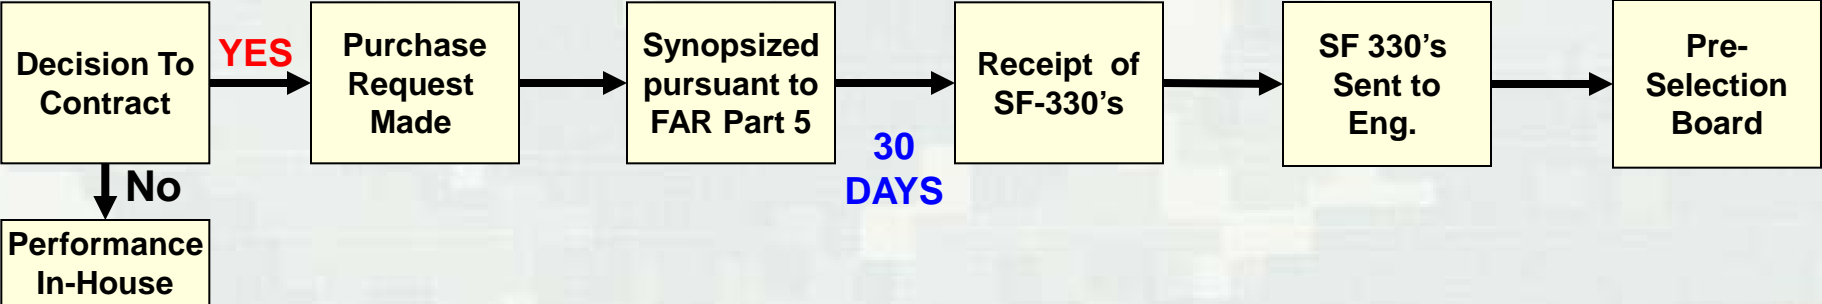 Decision To
Contract
YES
Purchase
Request
Made
Synopsized
pursuant to
FAR Part 5
30
DAYS
Receipt of
SF-330’s
SF 330’s
Sent to
Eng.
Pre-
Selection
Board
No
Performance
In-House